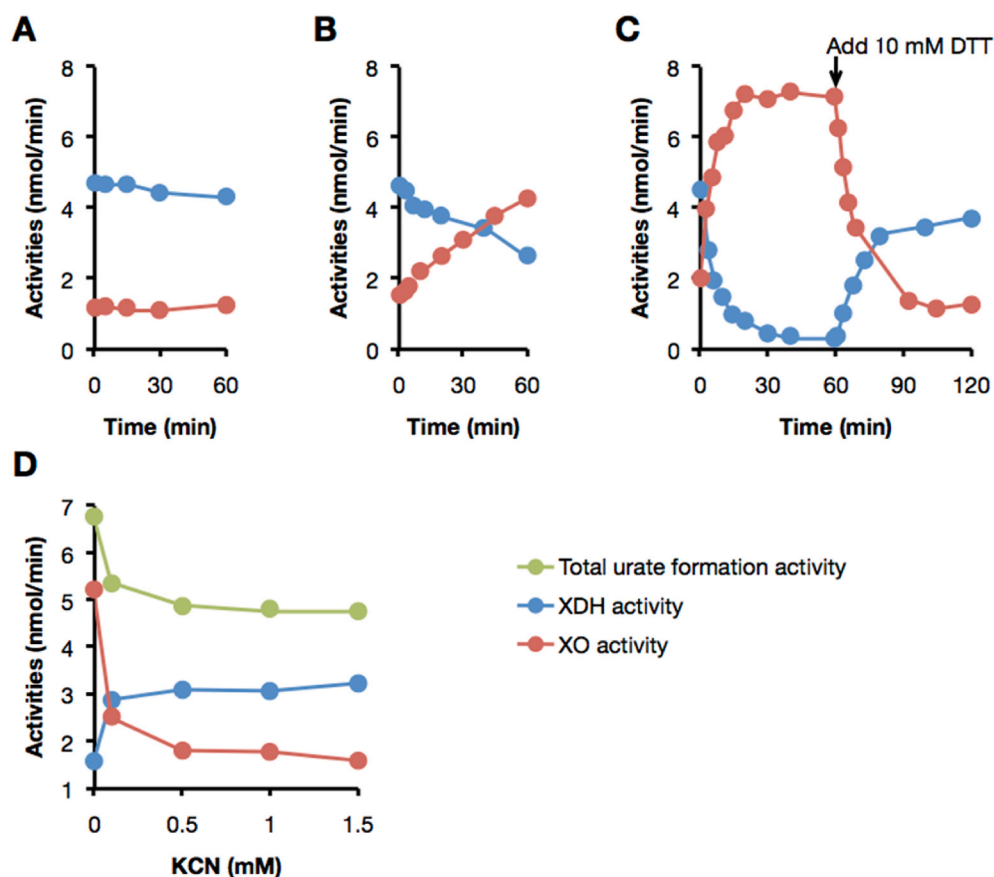 A
B
C
Add 10 mM DTT
8
6
4
2
0
Activities (nmol/min)
0 30 60
Time (min)
8
6
4
2
0
Activities (nmol/min)
0 30 60
Time (min)
8
6
4
2
0
Activities (nmol/min)
0 30 60 90 120
Time (min)
D
7
6
5
4
3
2
1
Activities (nmol/min)
0 0.5 1 1.5
KCN (mM)
Total urate formation activity
XDH activity
XO activity